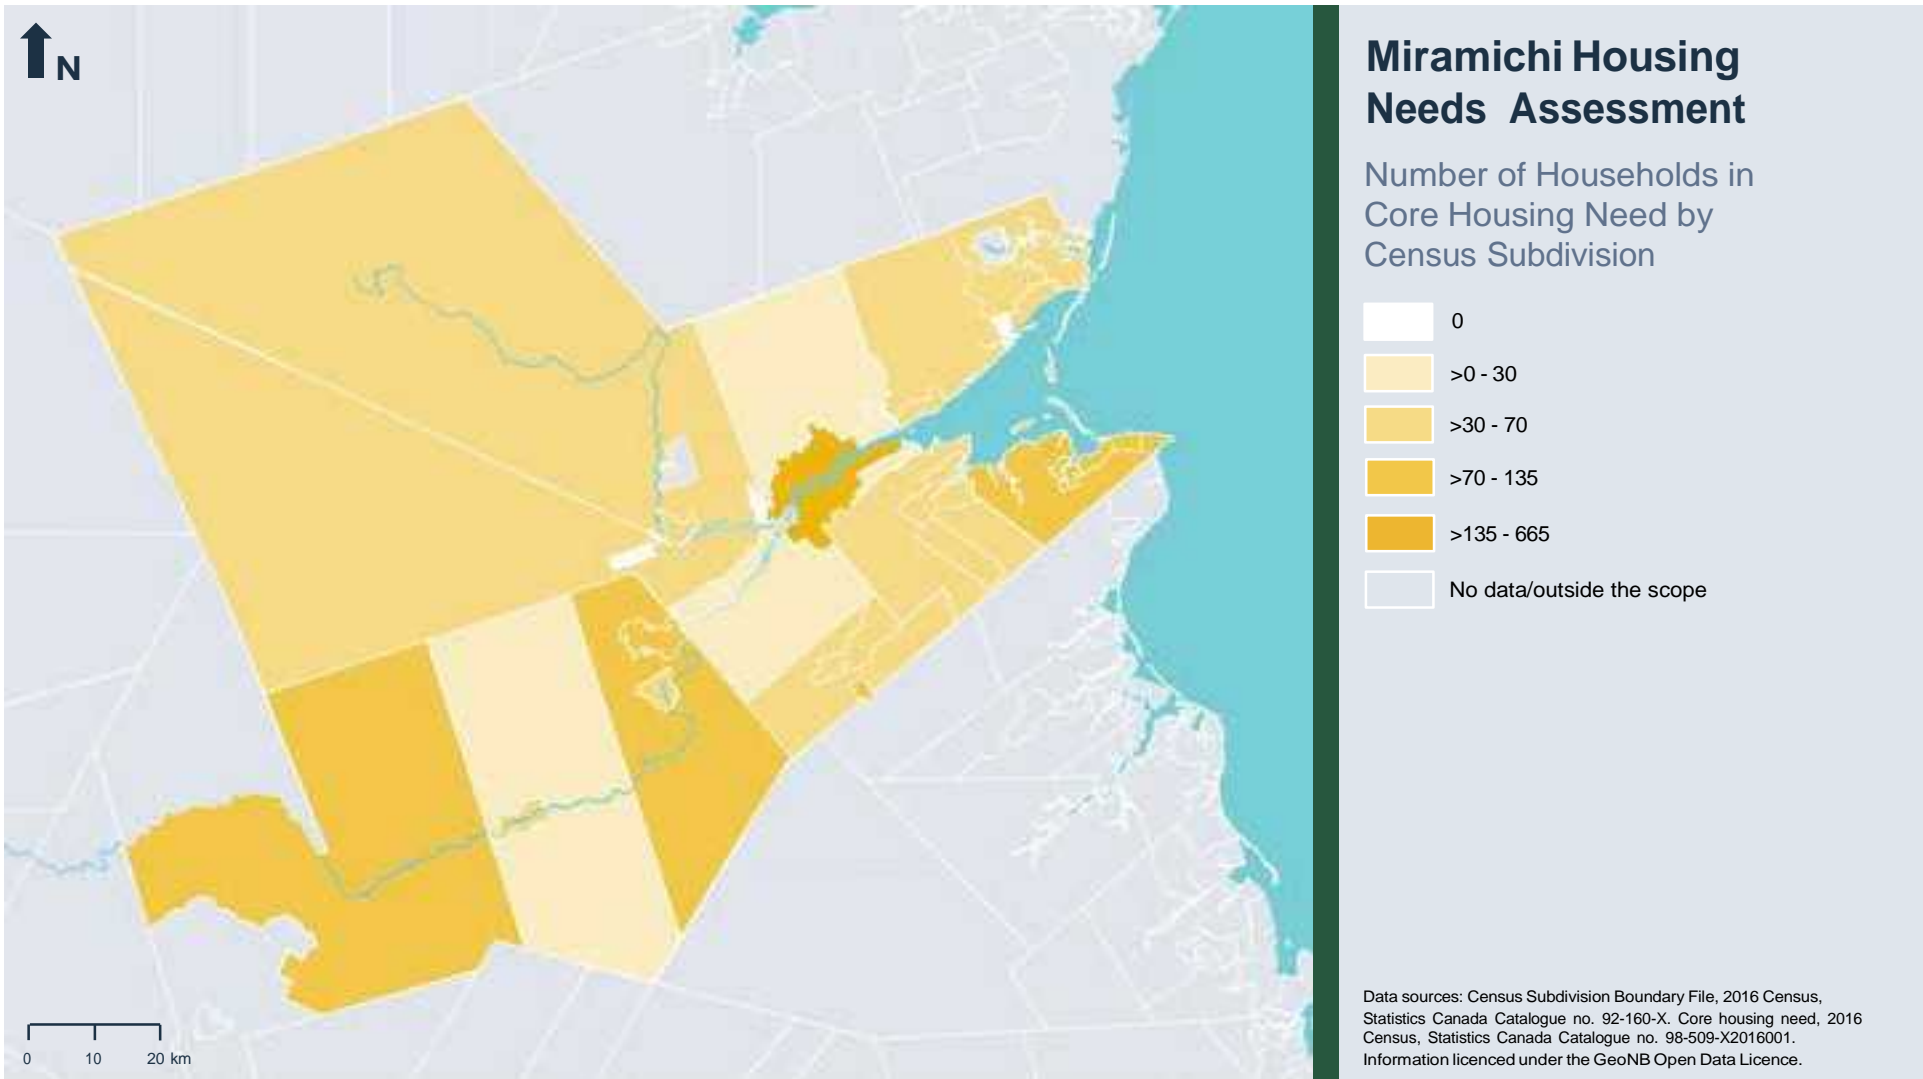 N
Miramichi Housing
Needs Assessment
Number of Households in
Core Housing Need by
Census Subdivision
0
>0 - 30
>30 - 70
>70 - 135
>135 - 665
No data/outside the scope
0 10 20 km
Data sources: Census Subdivision Boundary File, 2016 Census,
Statistics Canada Catalogue no. 92-160-X. Core housing need, 2016
Census, Statistics Canada Catalogue no. 98-509-X2016001.
Information licenced under the GeoNB Open Data Licence.